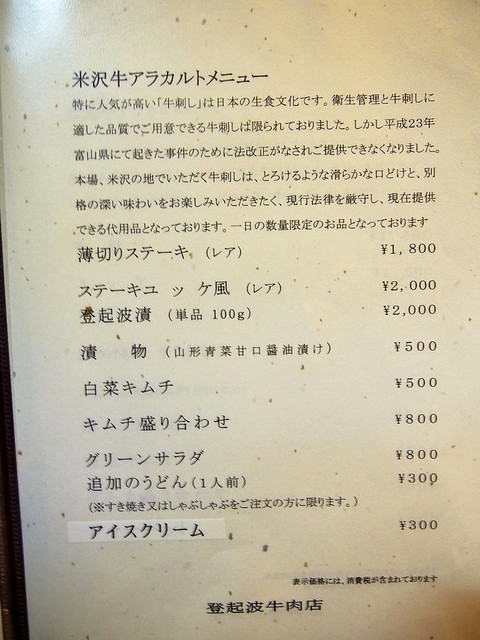 米沢牛アラカルトメニュー
特に人気が高い「牛刺し」は日本の生食文化です。衛生管理と牛刺しに
適した品質でご用意できる牛刺しは限られておりました。しかし平成23年
富山県にて起きた事件のために法改正がなされご提供できなくなりました。
本場、米沢の地でいただく牛刺しは、とろけるような滑らかな口どけと、別
格の深い味わいをお楽しみいただきたく、現行法律を厳守し、現在提供
できる代用品となっております。一日の数量限定のお品となっております
薄切りステーキ (レア) ¥1,800
ステーキユ ッ ケ風 (レア) ¥2,000
登起波漬 (単品 100g) ¥2,000
漬 物 (山形青菜甘口醤油漬け) ¥500
白菜キムチ ¥500
キムチ盛り合わせ ¥800
グリーンサラダ ¥800
追加のうどん(1人前) ¥300
(※すき焼き又はしゃぶしゃぶをご注文の方に限ります。)
アイスクリーム ¥300
表示価格には、消費税が含まれております
登起波牛肉店